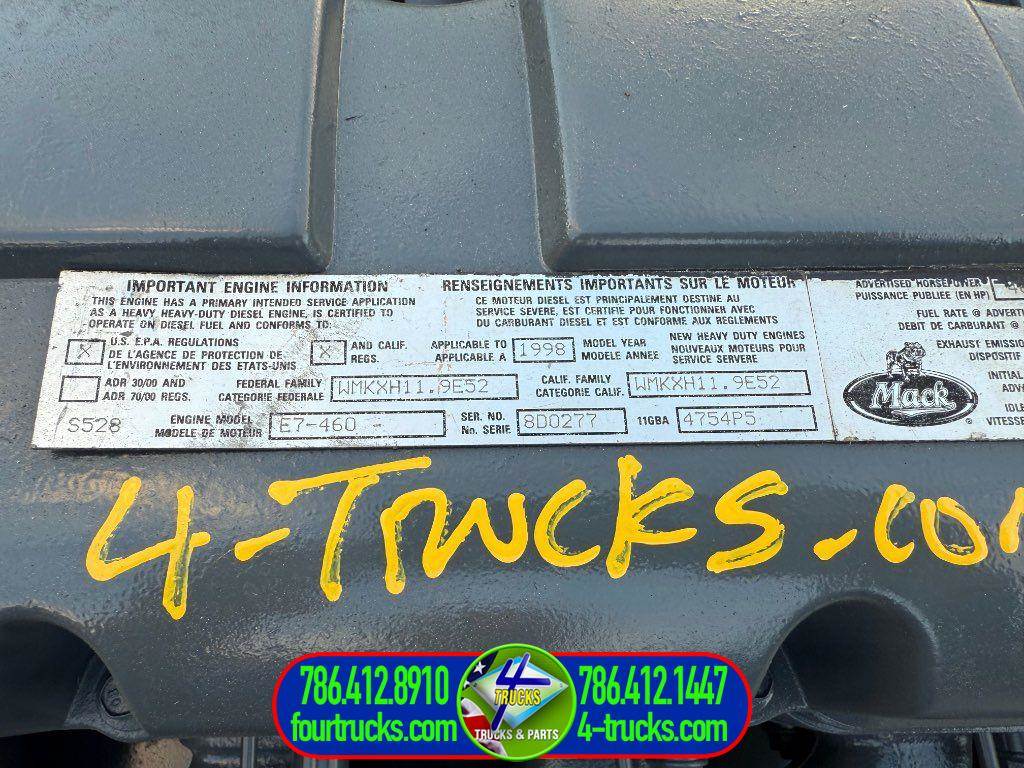 IMPORTANT ENGINE INFORMATION
THIS ENGINE HAS A PRIMARY INTENDED SERVICE APPLICATION
AS A HEAVY HEAVY-DUTY DIESEL ENGINE, IS CERTIFIED TO
OPERATE ON DIESEL FUEL AND CONFORMS TO:
RENSEIGNEMENTS IMPORTANTS SUR LE MOTEUR
CE MOTEUR DIESEL EST PRINCIPALEMENT DESTINE AU
SERVICE SEVERE, EST CERTIFIE POUR FONCTIONNER AVEC
DU CARBURANT DIESEL ET EST CONFORME AUX REGLEMENTS
X U.S. E.P.A. REGULATIONS
DE L'AGENCE DE PROTECTION DE
L'ENVIRONNEMENT DES ETATS-UNIS
X AND CALIF.
REGS.
APPLICABLE TO
APPLICABLE A
1998
MODEL YEAR
MODELE ANNEE
NEW HEAVY DUTY ENGINES
NOUVEAUX MOTEURS POUR
SERVICE SERVERE
ADR 30/00 AND
ADR 70/00 REGS.
FEDERAL FAMILY
CATEGORIE FEDERALE
WMKXH11.9E52
CALIF. FAMILY
CATEGORIE CALIF.
WMKXH11.9E52
S528
ENGINE MODEL
MODELE DE MOTEUR
E7-460 -
SER. NO.
No. SERIE
8D0277
11GBA
4754P5
ADVERTISED HORSEPOWER
PUISSANCE PUBLIEE (EN HP)
FUEL RATE @ ADVERTI
DEBIT DE CARBURANT @
EXHAUST EMISSIO
DISPOSITIF
INITIAL
ADV
IDL
VITESSE
Mack
4-Trucks.co
786.412.8910
fourtrucks.com
4
TRUCKS
TRUCKS & PARTS
786.412.1447
4-trucks.com